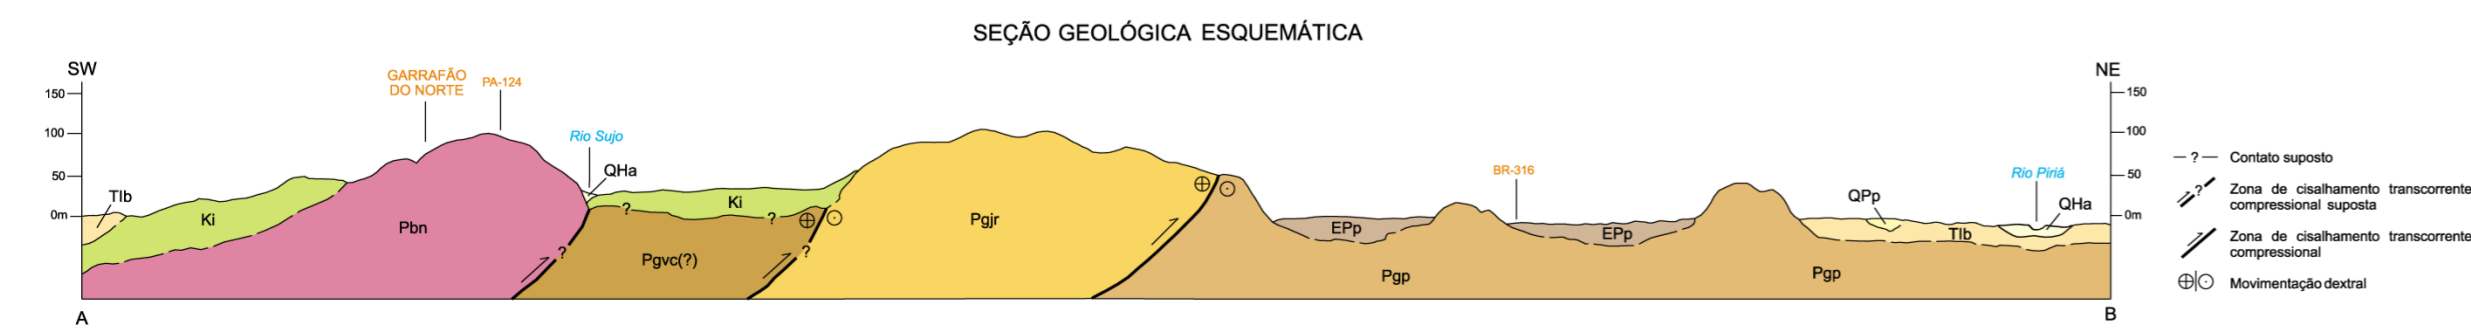 SEÇÃO GEOLÓGICA ESQUEMÁTICA
SW
NE
GARRAFÃO
DO NORTE
PA-124
150
100
50
0m
150
100
50
0m
Rio Sujo
QHa
BR-316
Rio Piriá
TIb
Ki
Pbn
?
Ki
?
?
Pgvc(?)
?
Pgjr
EPp
EPp
QPp
QHa
TIb
Pgp
Pgp
A
B
? Contato suposto
? Zona de cisalhamento transcorrente
compressional suposta
Zona de cisalhamento transcorrente
compressional
Movimentação dextral